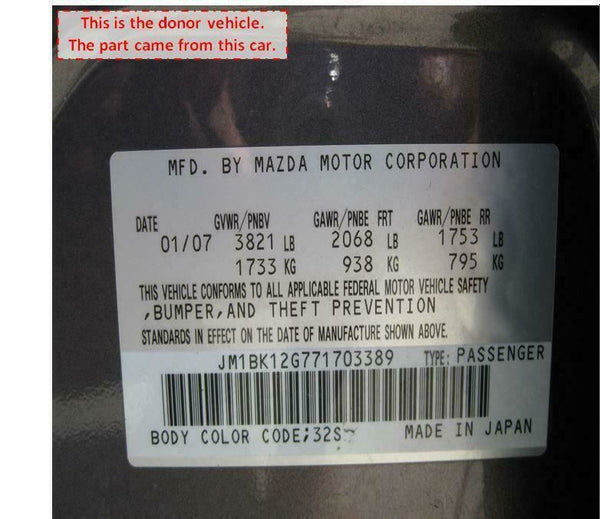 This is the donor vehicle.
The part came from this car.
MFD. BY MAZDA MOTOR CORPORATION
DATE GVWR/PNBV GAWR/PNBE FRT GAWR/PNBE RR
01/07 3821 LB 2068 LB 1753 LB
1733 KG 938 KG 795 KG
THIS VEHICLE CONFORMS TO ALL APPLICABLE FEDERAL MOTOR VEHICLE SAFETY
,BUMPER,AND THEFT PREVENTION
STANDARDS IN EFFECT ON THE DATE OF MANUFACTURE SHOWN ABOVE.
JM1BK12G771703389 TYPE: PASSENGER
BODY COLOR CODE;32S
MADE IN JAPAN